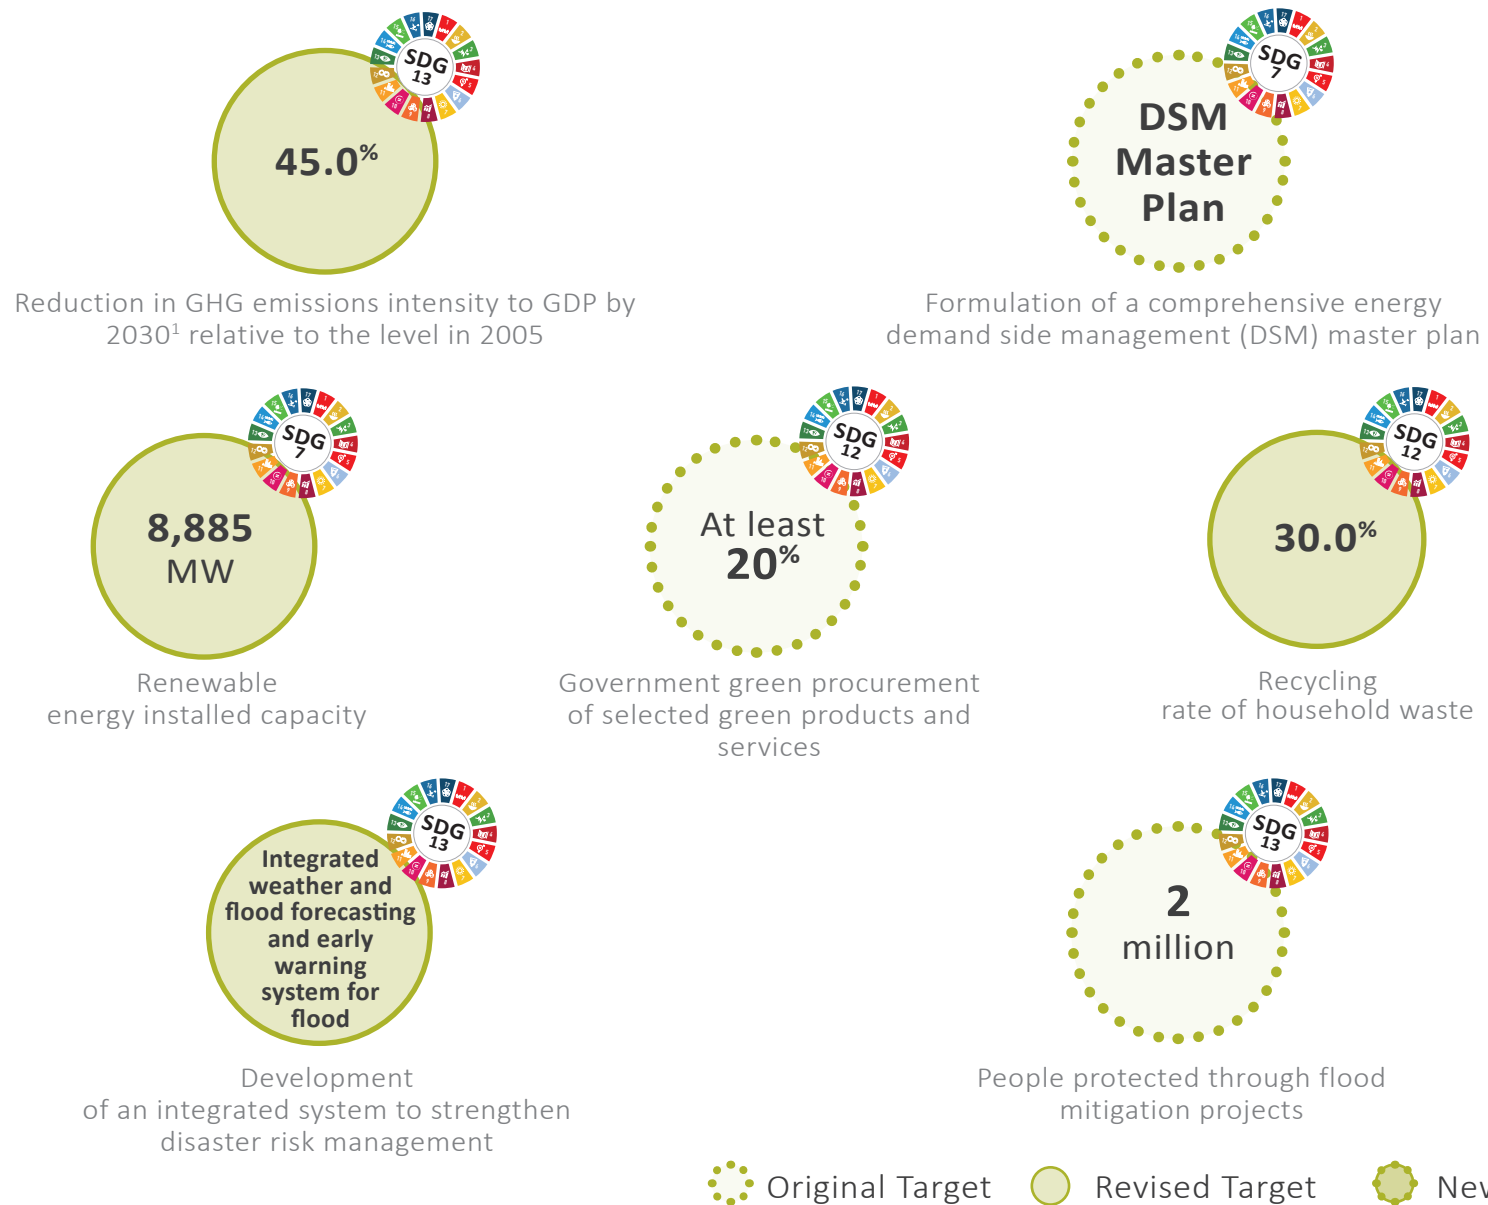 SDG
13
45.0%
Reduction in GHG emissions intensity to GDP by
2030¹ relative to the level in 2005
SDG
7
DSM
Master
Plan
Formulation of a comprehensive energy
demand side management (DSM) master plan
SDG
7
8,885
MW
Renewable
energy installed capacity
SDG
12
At least
20%
Government green procurement
of selected green products and
services
SDG
12
30.0%
Recycling
rate of household waste
SDG
13
Integrated
weather and
flood forecasting
and early
warning
system for
flood
Development
of an integrated system to strengthen
disaster risk management
SDG
13
2
million
People protected through flood
mitigation projects
Original Target
Revised Target